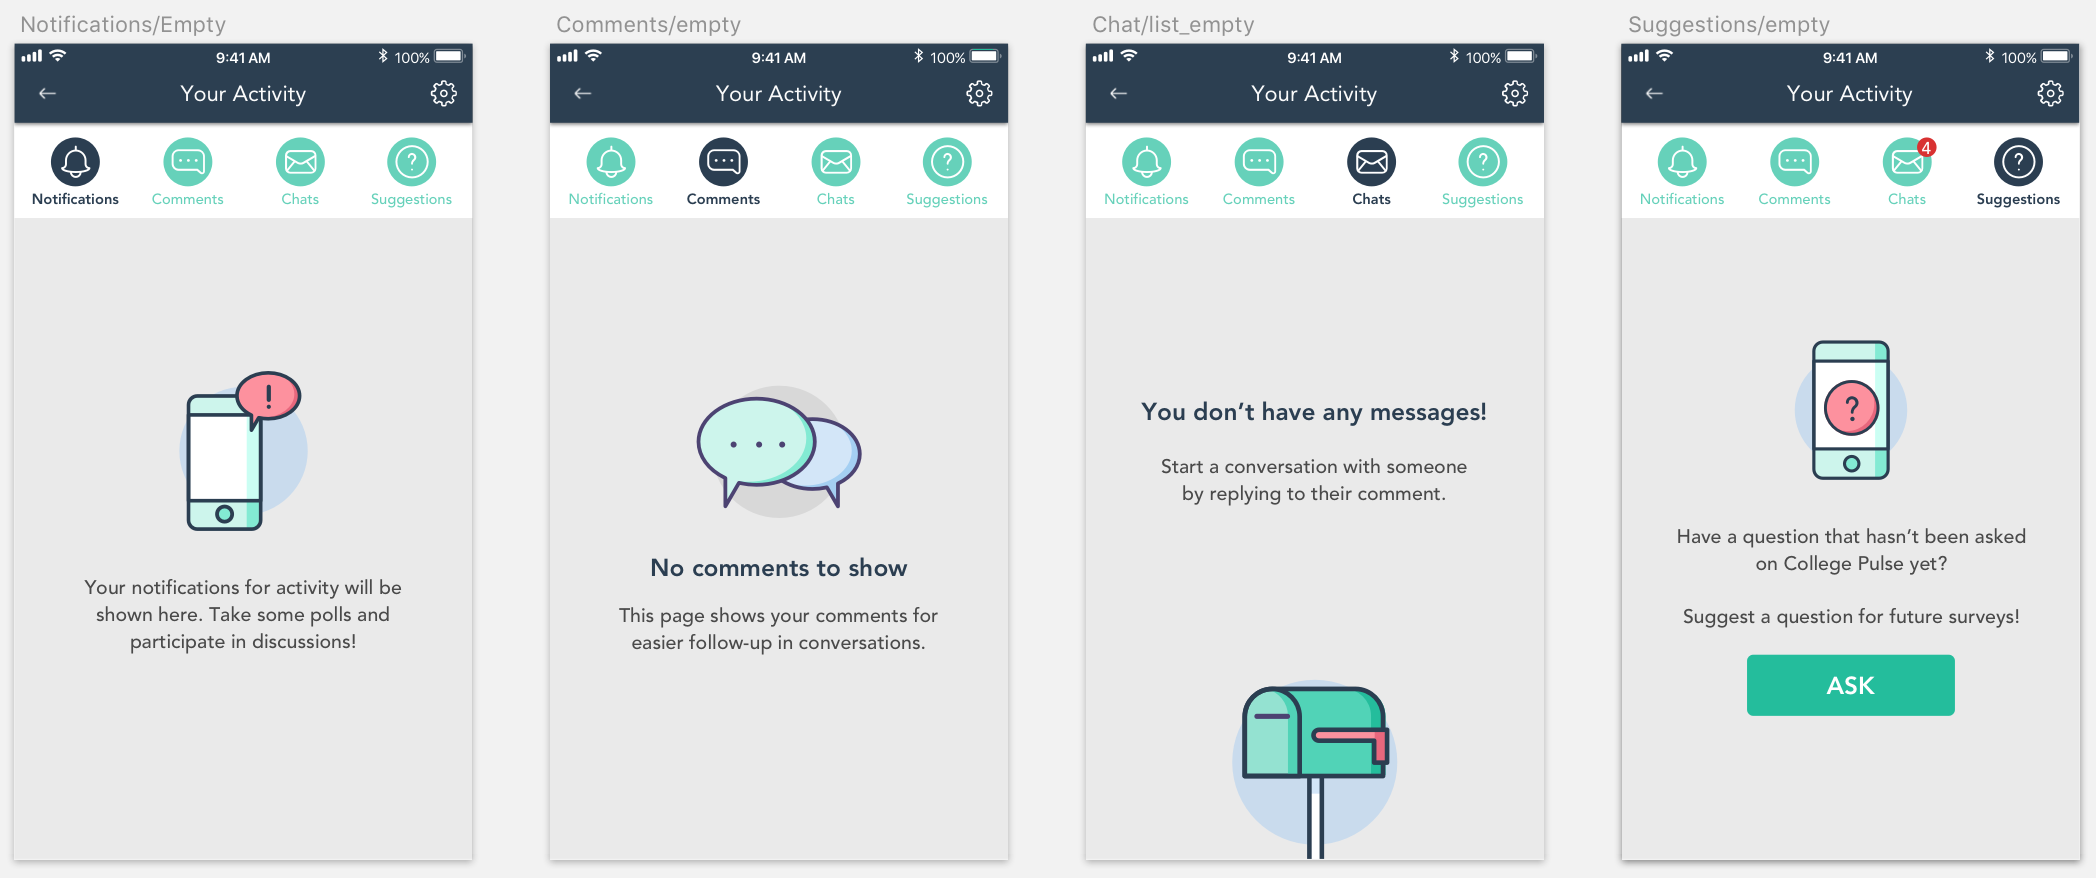 Notifications/Empty
9:41 AM
100%
Your Activity
Notifications
Comments
Chats
Suggestions
!
Your notifications for activity will be
shown here. Take some polls and
participate in discussions!
Comments/empty
9:41 AM
100%
Your Activity
Notifications
Comments
Chats
Suggestions
No comments to show
This page shows your comments for
easier follow-up in conversations.
Chat/list_empty
9:41 AM
100%
Your Activity
Notifications
Comments
Chats
Suggestions
You don’t have any messages!
Start a conversation with someone
by replying to their comment.
Suggestions/empty
9:41 AM
100%
Your Activity
4
Notifications
Comments
Chats
Suggestions
?
Have a question that hasn’t been asked
on College Pulse yet?
Suggest a question for future surveys!
ASK